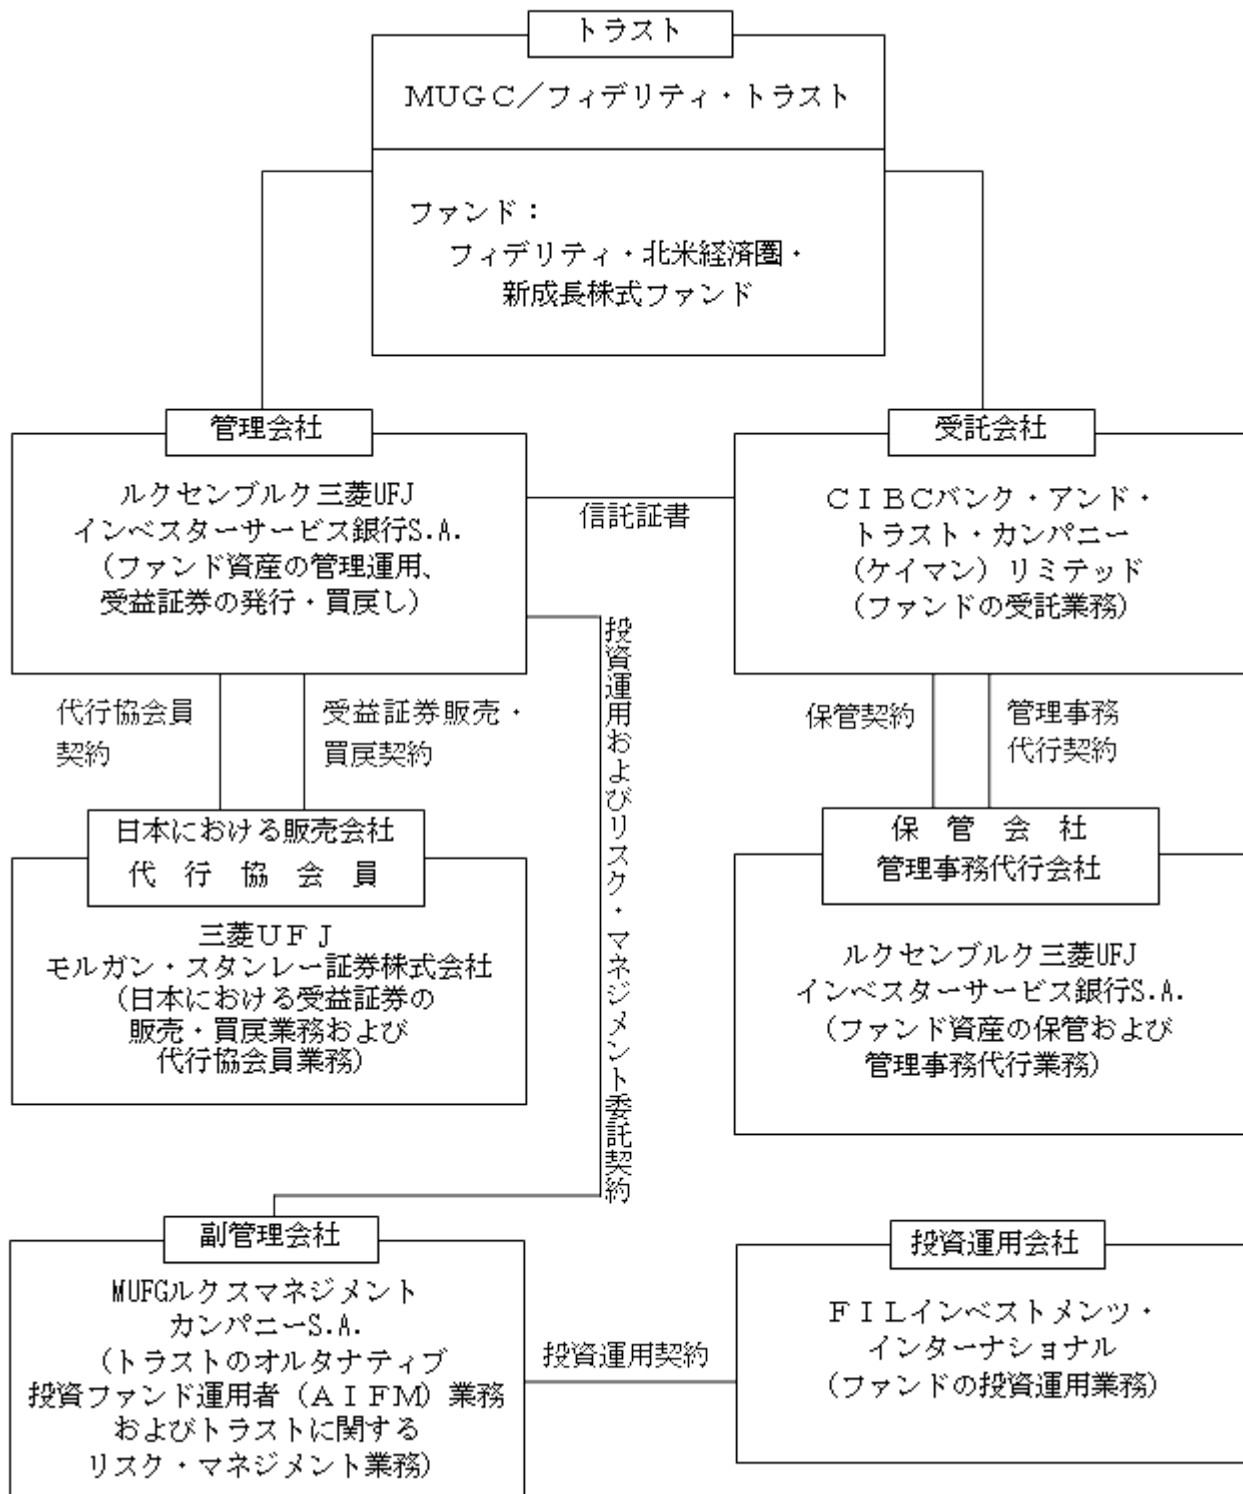 トラスト
MUGC／フィデリティ・トラスト
ファンド：
フィデリティ・北米経済圏・
新成長株式ファンド
管理会社
ルクセンブルク三菱UFJ
インベスターサービス銀行S.A.
（ファンド資産の管理運用、
受益証券の発行・買戻し）
信託証書
受託会社
ＣＩＢＣバンク・アンド・
トラスト・カンパニー
（ケイマン）リミテッド
（ファンドの受託業務）
代行協会員
契約
受益証券販売・
買戻契約
投資運用およびリスク・マネジメント委託契約
保管契約
管理事務
代行契約
日本における販売会社
代行協会員
三菱ＵＦＪ
モルガン・スタンレー証券株式会社
（日本における受益証券の
販売・買戻業務および
代行協会員業務）
保管会社
管理事務代行会社
ルクセンブルク三菱UFJ
インベスターサービス銀行S.A.
（ファンド資産の保管および
管理事務代行業務）
副管理会社
MUFGルクスマネジメント
カンパニーS.A.
（トラストのオルタナティブ
投資ファンド運用者（ＡＩＦＭ）業務
およびトラストに関する
リスク・マネジメント業務）
投資運用契約
投資運用会社
ＦＩＬインベストメンツ・
インターナショナル
（ファンドの投資運用業務）